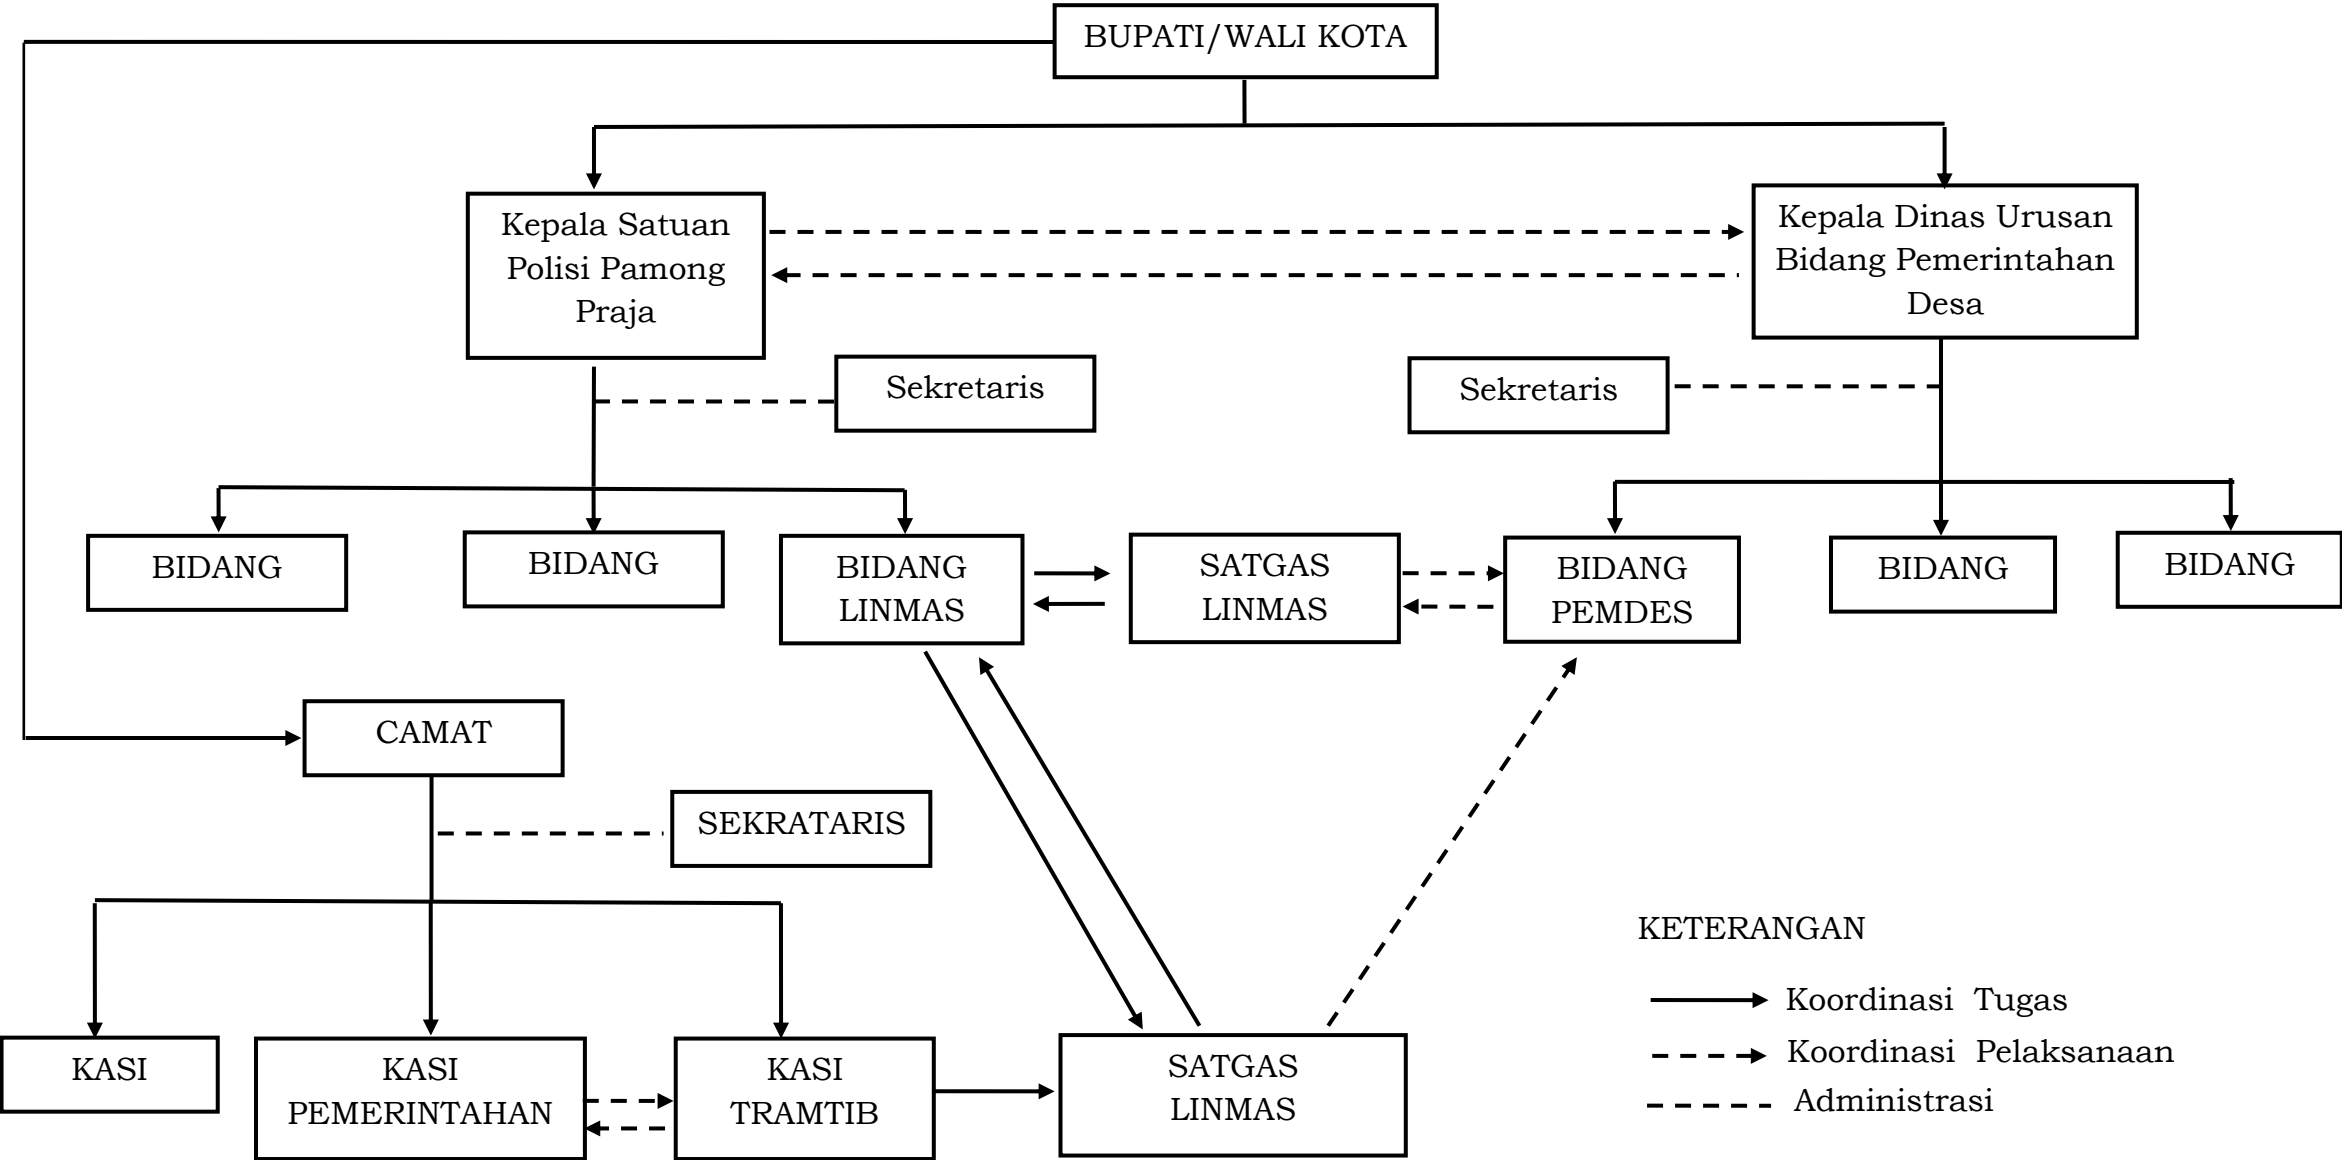 BUPATI/WALI KOTA
Kepala Satuan
Polisi Pamong
Praja
Kepala Dinas Urusan
Bidang Pemerintahan
Desa
Sekretaris
Sekretaris
BIDANG
BIDANG
BIDANG
LINMAS
SATGAS
LINMAS
BIDANG
PEMDES
BIDANG
BIDANG
CAMAT
SEKRATARIS
KASI
KASI
PEMERINTAHAN
KASI
TRAMTIB
SATGAS
LINMAS
KETERANGAN
Koordinasi Tugas
Koordinasi Pelaksanaan
Administrasi